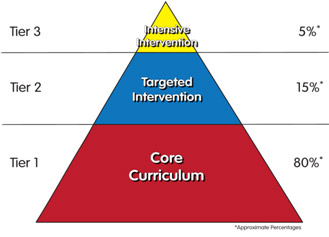 Tier 3
Intensive
Intervention
5%*
Tier 2
Targeted
Intervention
15%*
Tier 1
Core
Curriculum
80%*
*Approximate Percentages